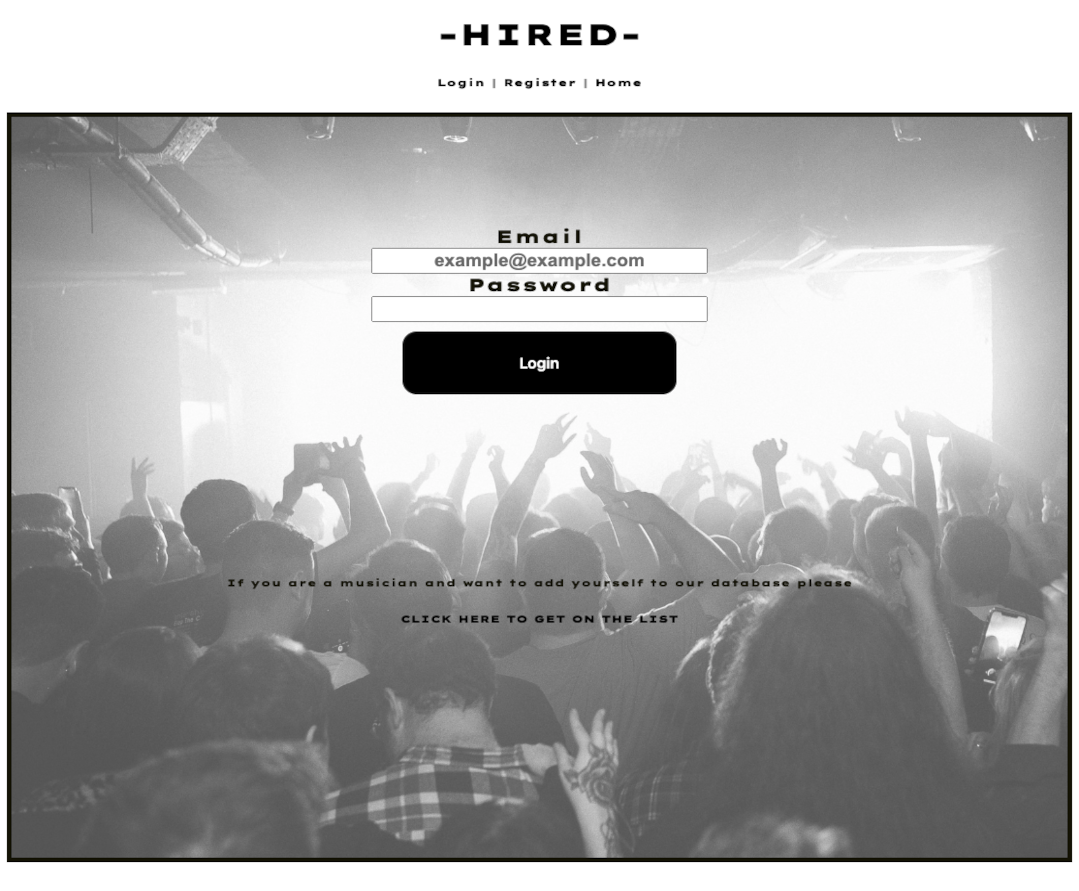 -HIRED-
Login | Register | Home
Email
example@example.com
Password
Login
If you are a musician and want to add yourself to our database please
CLICK HERE TO GET ON THE LIST